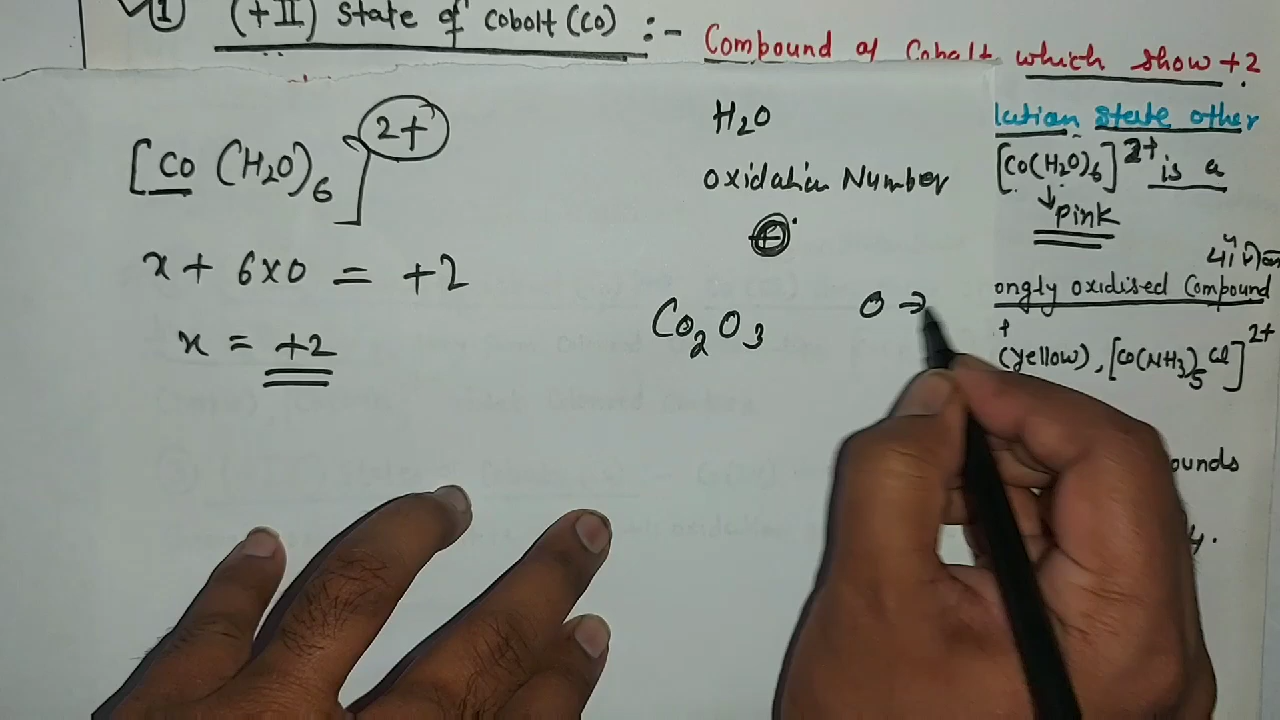 ① (+II) State of Cobolt (CO) :- Compound of Cobalt which show +2
[Co (H₂O)₆]²⁺
x + 6x0 = +2
x = +2
H₂O
Oxidation Number
Co₂O₃
O →
lation state other
[Co(H₂O)₆]²⁺ is a
↓ pink
ongly oxidised Compound
+
(yellow), [Co(NH₃)₅ Cl]²⁺
ounds
4.